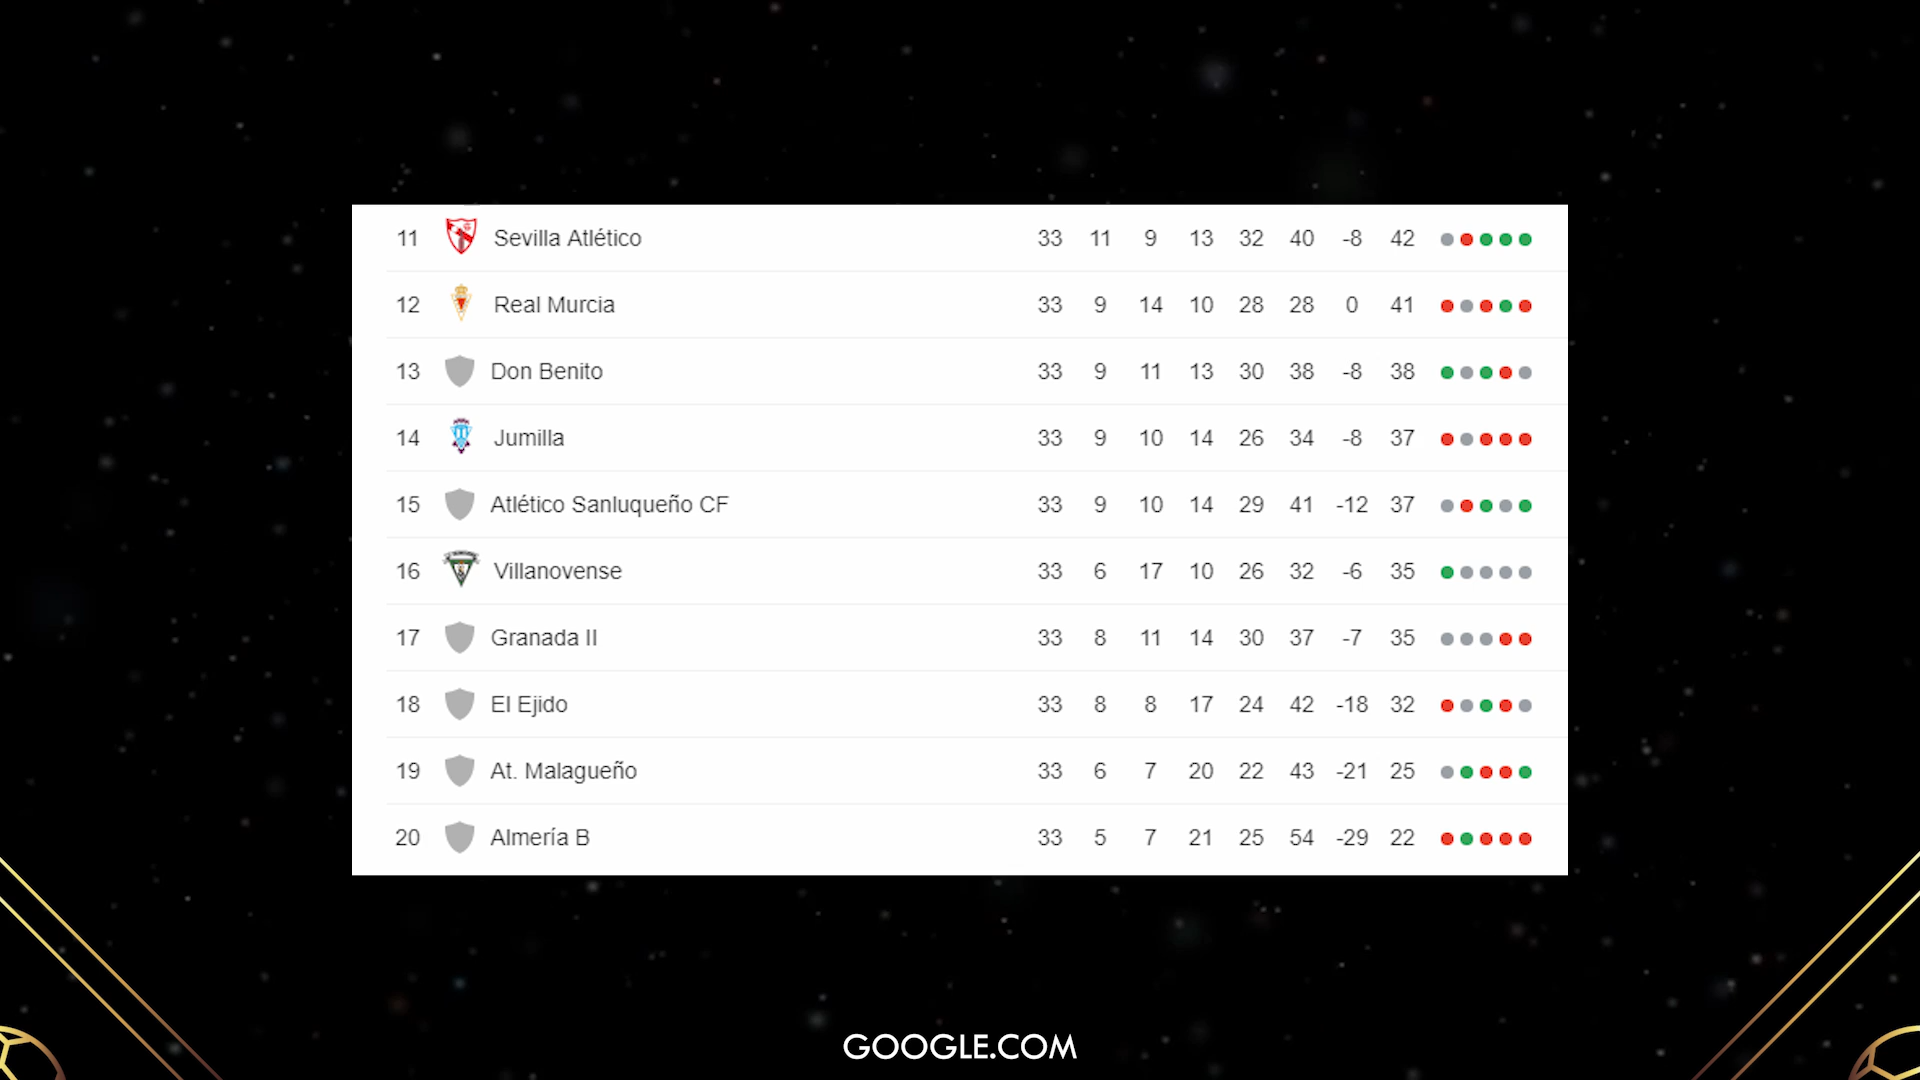 11 Sevilla Atlético 33 11 9 13 32 40 -8 42
12 Real Murcia 33 9 14 10 28 28 0 41
13 Don Benito 33 9 11 13 30 38 -8 38
14 Jumilla 33 9 10 14 26 34 -8 37
15 Atlético Sanluqueño CF 33 9 10 14 29 41 -12 37
16 Villanovense 33 6 17 10 26 32 -6 35
17 Granada II 33 8 11 14 30 37 -7 35
18 El Ejido 33 8 8 17 24 42 -18 32
19 At. Malagueño 33 6 7 20 22 43 -21 25
20 Almería B 33 5 7 21 25 54 -29 22
GOOGLE.COM